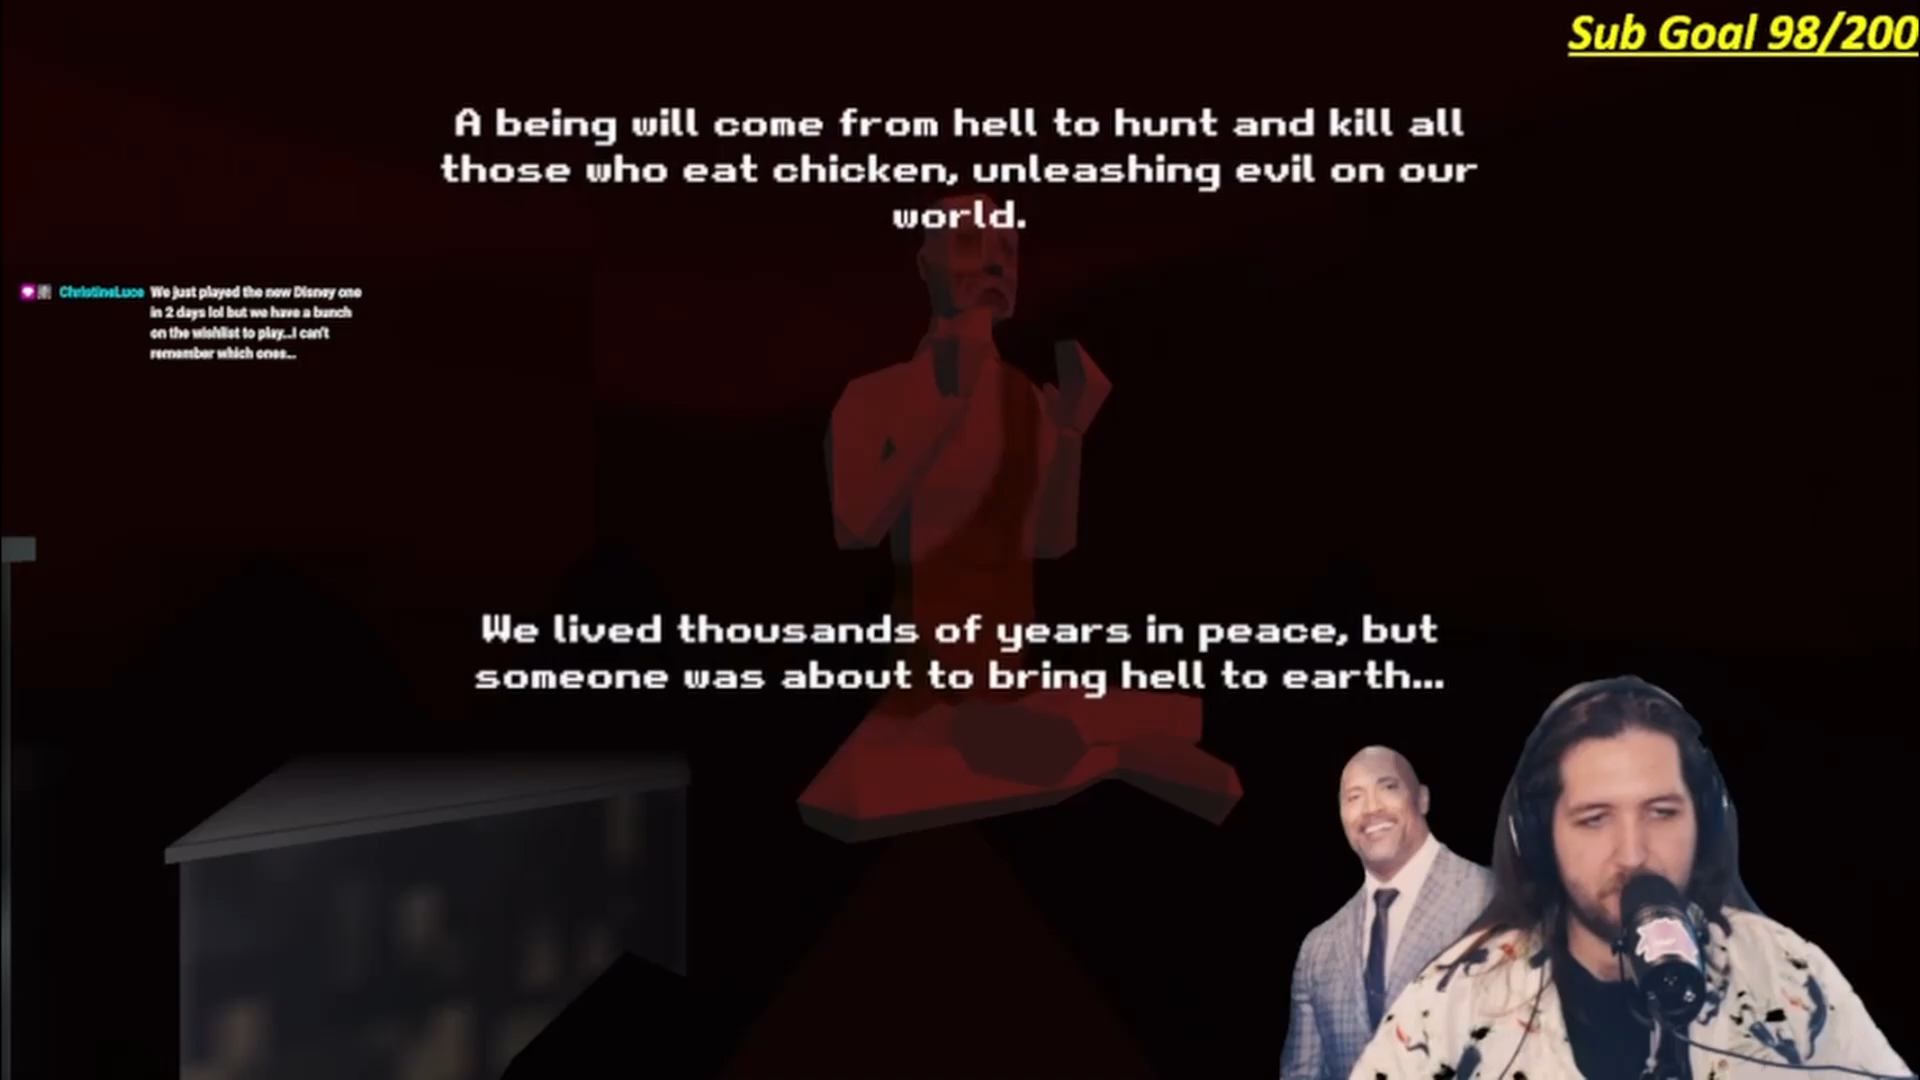 Sub Goal 98/200
A being will come from hell to hunt and kill all
those who eat chicken, unleashing evil on our
world.
ChristineLuce We just played the new Disney one
in 2 days lol but we have a bunch
on the wishlist to play...I can't
remember which ones...
We lived thousands of years in peace, but
someone was about to bring hell to earth...